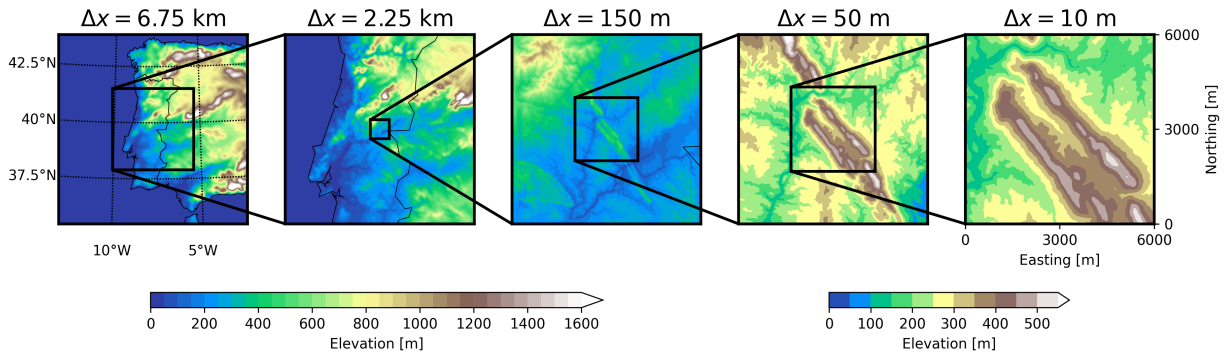 Δx = 6.75 km
Δx = 2.25 km
Δx = 150 m
Δx = 50 m
Δx = 10 m
42.5°N
40°N
37.5°N
10°W
5°W
6000
3000
0
Northing [m]
0
3000
6000
Easting [m]
0
200
400
600
800
1000
1200
1400
1600
Elevation [m]
0
100
200
300
400
500
Elevation [m]